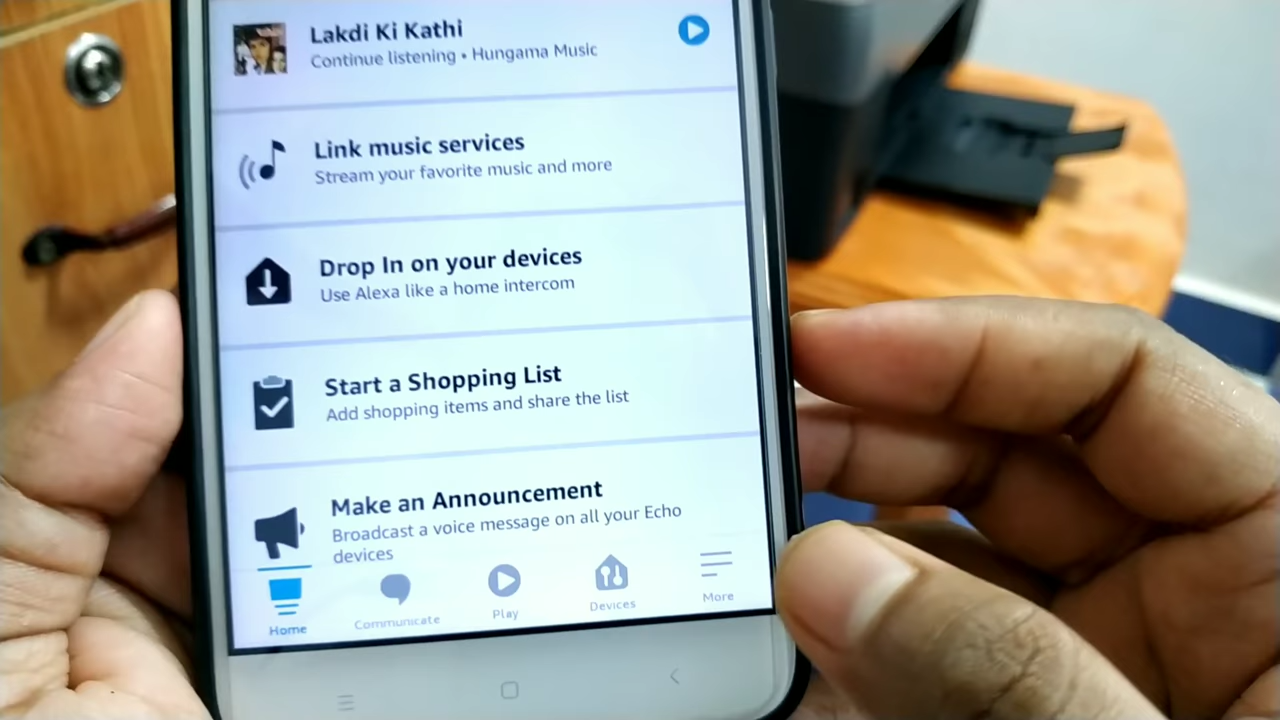 Lakdi Ki Kathi
Continue listening • Hungama Music
Link music services
Stream your favorite music and more
Drop In on your devices
Use Alexa like a home intercom
Start a Shopping List
Add shopping items and share the list
Make an Announcement
Broadcast a voice message on all your Echo
devices
Home
Communicate
Play
Devices
More